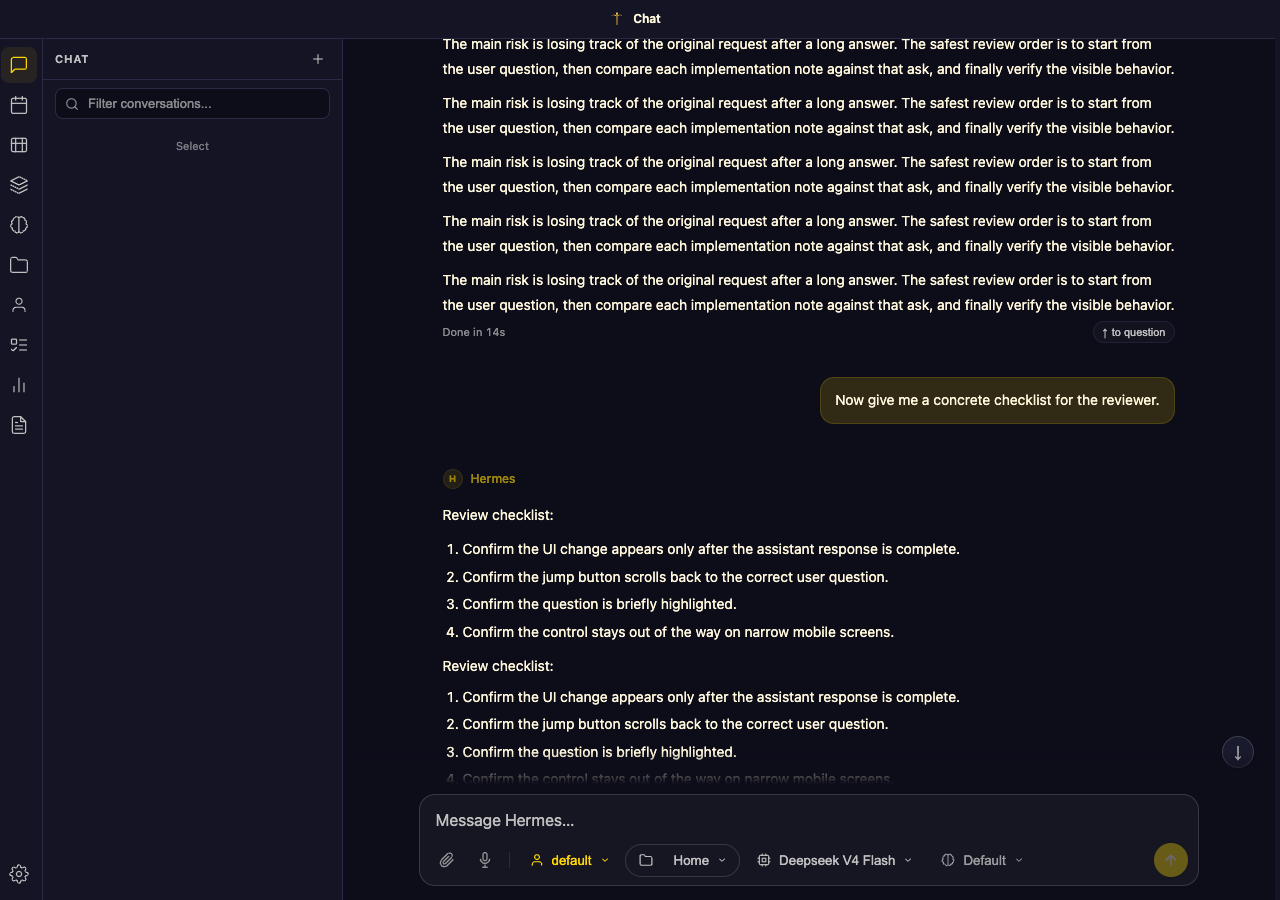 Chat
CHAT
Filter conversations...
Select
The main risk is losing track of the original request after a long answer. The safest review order is to start from
the user question, then compare each implementation note against that ask, and finally verify the visible behavior.
The main risk is losing track of the original request after a long answer. The safest review order is to start from
the user question, then compare each implementation note against that ask, and finally verify the visible behavior.
The main risk is losing track of the original request after a long answer. The safest review order is to start from
the user question, then compare each implementation note against that ask, and finally verify the visible behavior.
The main risk is losing track of the original request after a long answer. The safest review order is to start from
the user question, then compare each implementation note against that ask, and finally verify the visible behavior.
The main risk is losing track of the original request after a long answer. The safest review order is to start from
the user question, then compare each implementation note against that ask, and finally verify the visible behavior.
Done in 14s
↑ to question
Now give me a concrete checklist for the reviewer.
H Hermes
Review checklist:
1. Confirm the UI change appears only after the assistant response is complete.
2. Confirm the jump button scrolls back to the correct user question.
3. Confirm the question is briefly highlighted.
4. Confirm the control stays out of the way on narrow mobile screens.
Review checklist:
1. Confirm the UI change appears only after the assistant response is complete.
2. Confirm the jump button scrolls back to the correct user question.
3. Confirm the question is briefly highlighted.
4. Confirm the control stays out of the way on narrow mobile screens.
Message Hermes...
default Home Deepseek V4 Flash Default